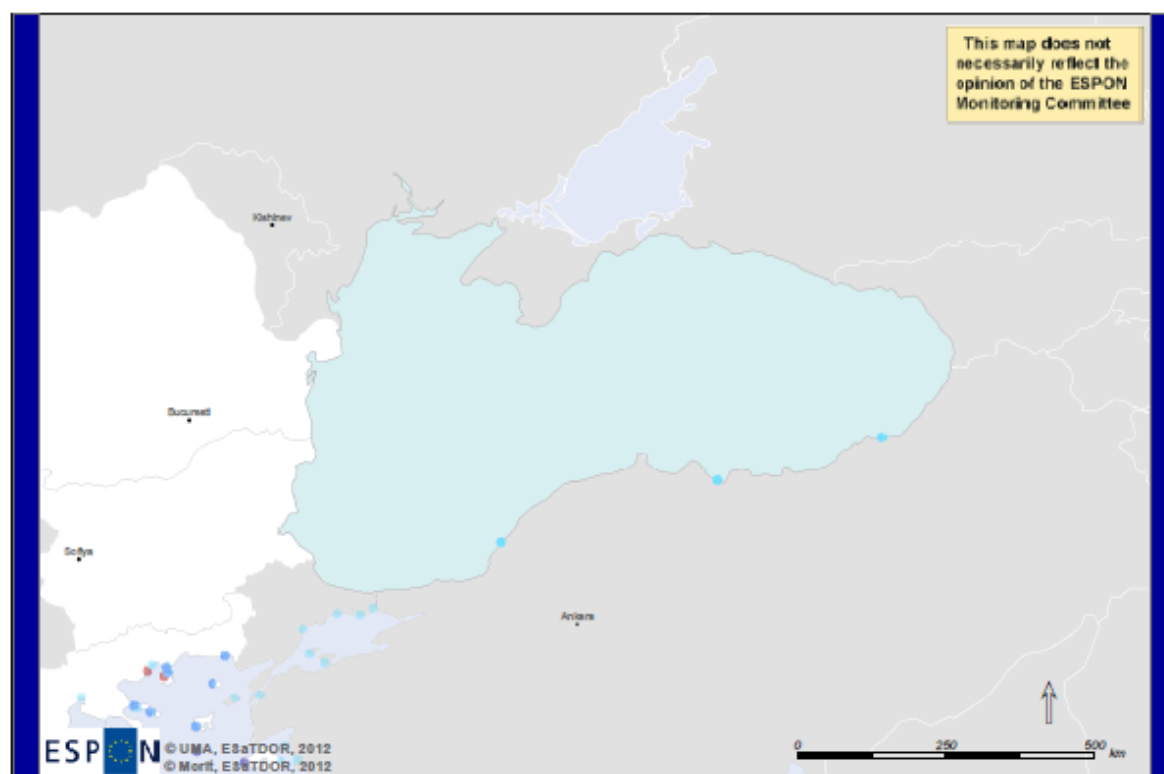 This map does not
necessarily reflect the
opinion of the ESPON
Monitoring Committee
Kishinev
Bucuresti
Sofiya
Ankara
0 250 500
km
ESPON
© UMA, ESaTDOR, 2012
© Morit, ESaTDOR, 2012